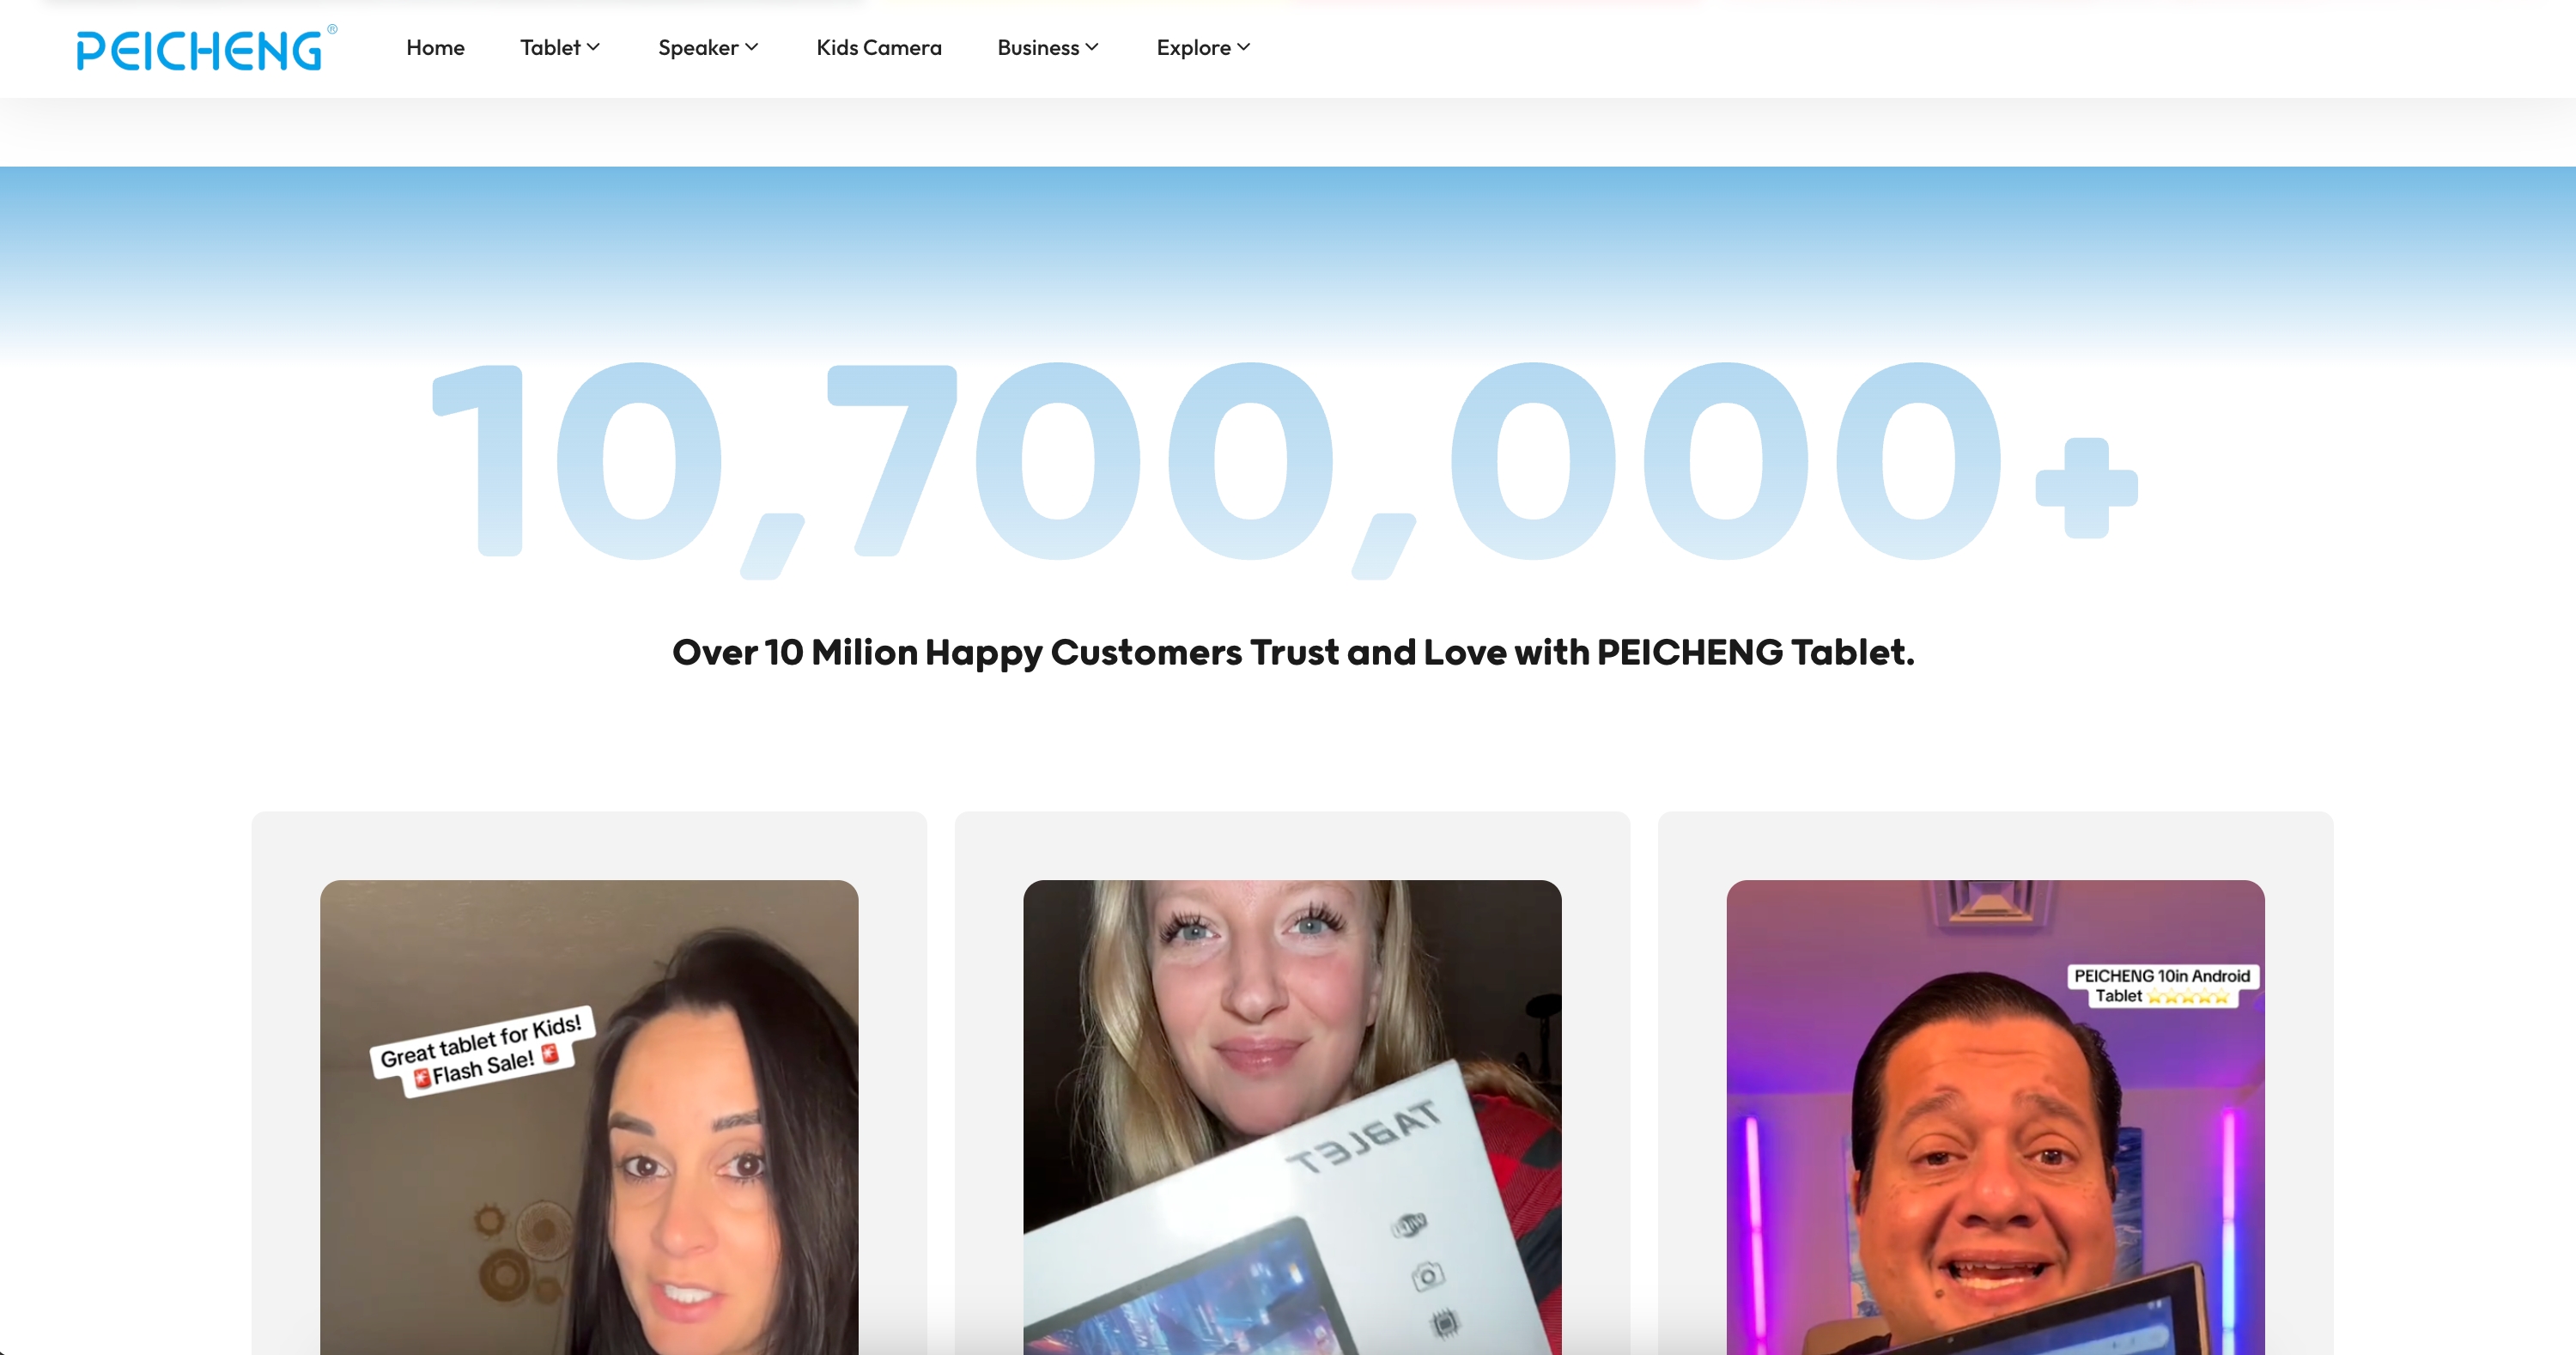 PEICHENG®
Home Tablet Speaker Kids Camera Business Explore
10,700,000+
Over 10 Milion Happy Customers Trust and Love with PEICHENG Tablet.
Great tablet for Kids!
🚨Flash Sale! 🚨
TABLET
PEICHENG 10in Android
Tablet ⭐⭐⭐⭐⭐